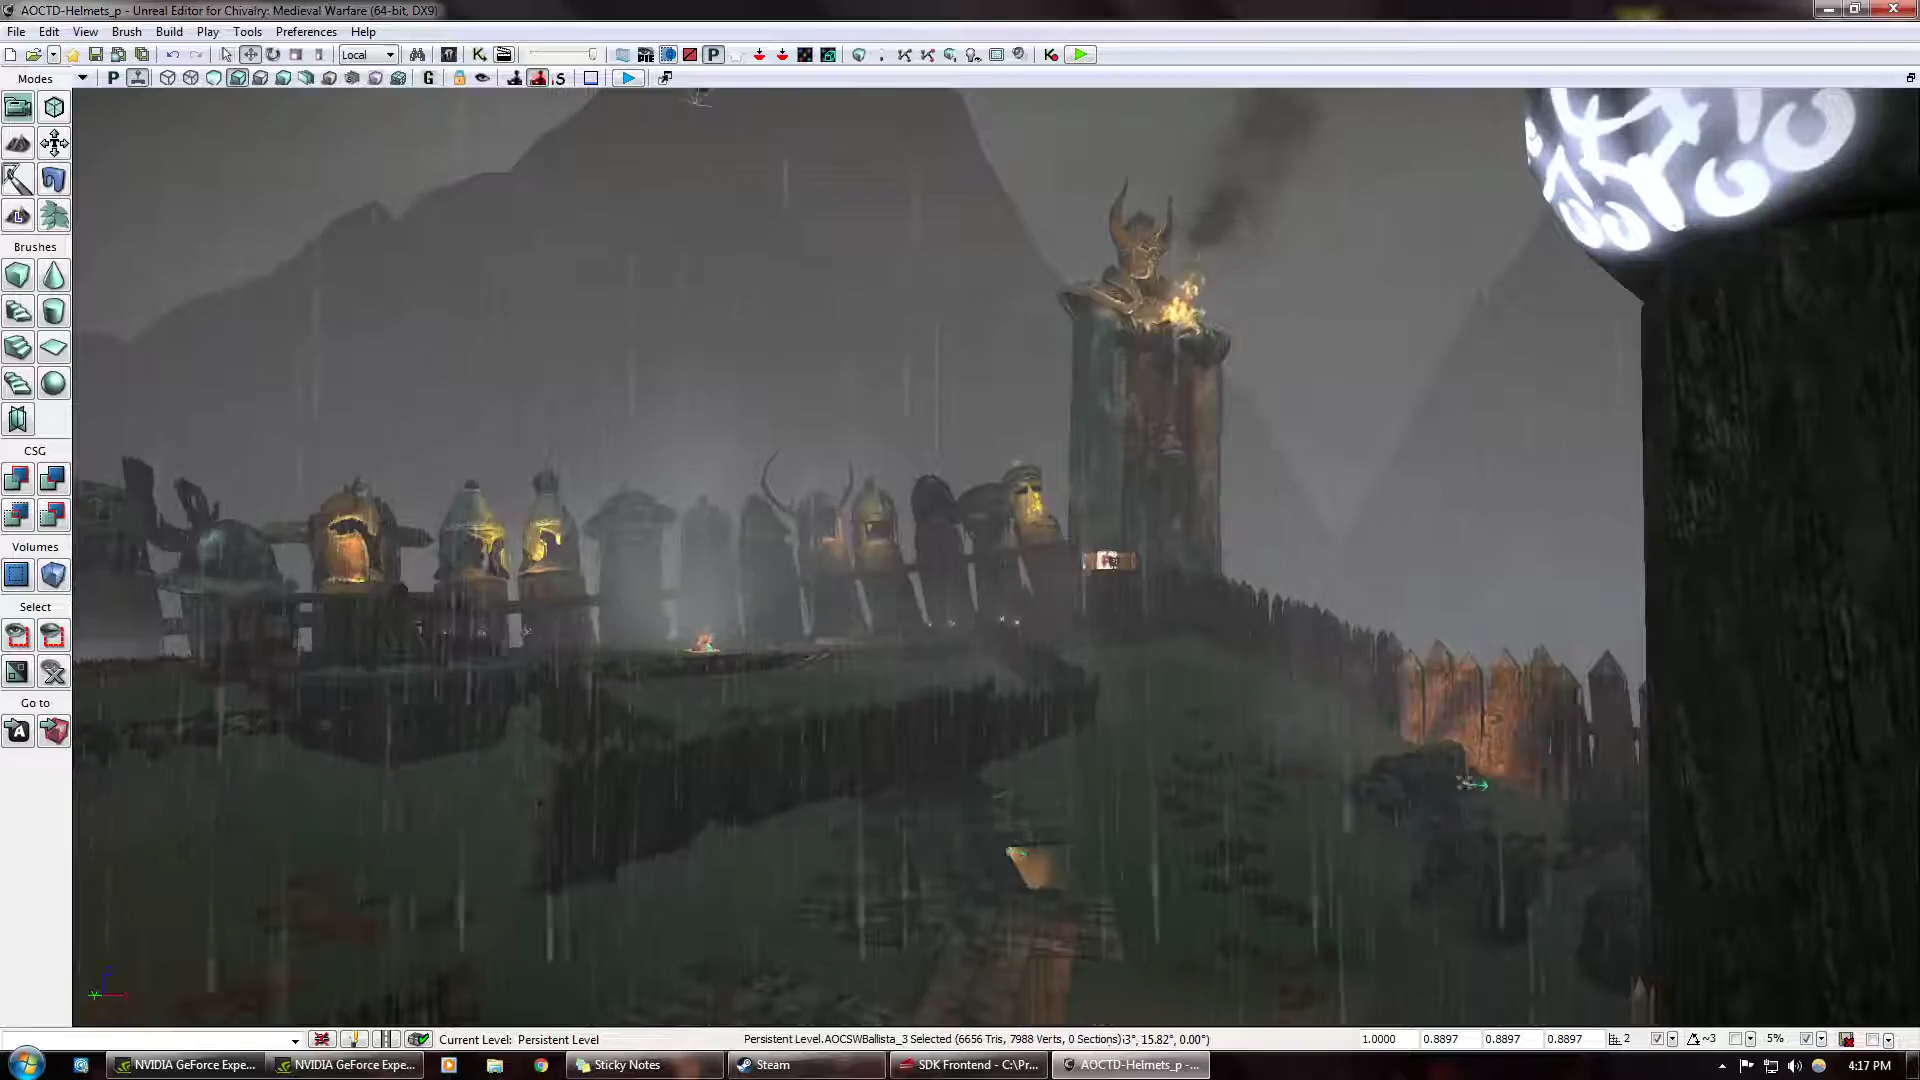 AOCTD-Helmets_p - Unreal Editor for Chivalry: Medieval Warfare (64-bit, DX9)
File Edit View Brush Build Play Tools Preferences Help
Local
Modes
Brushes
CSG
Volumes
Select
Go to
Current Level: Persistent Level
Persistent Level.AOCSWBallista_3 Selected (6656 Tris, 7988 Verts, 0 Sections)
15.82°, 0.00°)
1.0000 0.8897 0.8897 0.8897 2 ~3 5%
NVIDIA GeForce Expe... NVIDIA GeForce Expe... Sticky Notes Steam SDK Frontend - C:\Pr... AOCTD-Helmets_p -... 4:17 PM